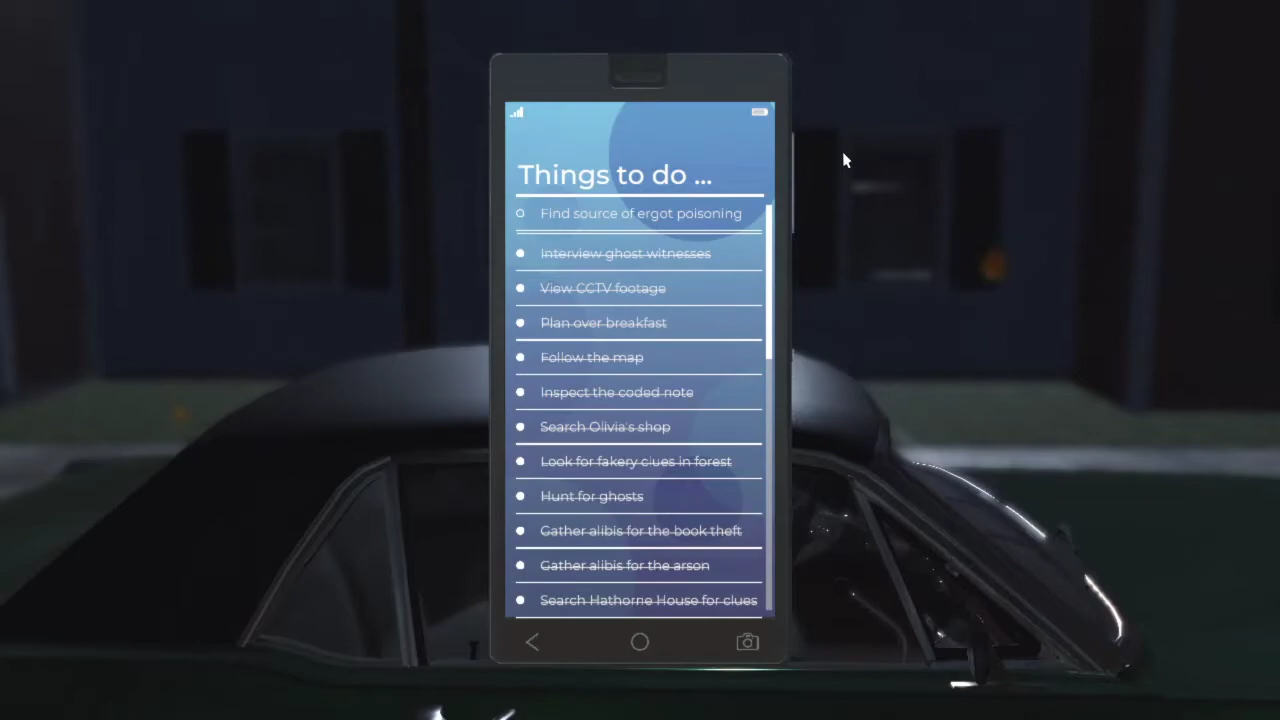 Things to do ...
Find source of ergot poisoning
Interview ghost witnesses
View CCTV footage
Plan over breakfast
Follow the map
Inspect the coded note
Search Olivia's shop
Look for fakery clues in forest
Hunt for ghosts
Gather alibis for the book theft
Gather alibis for the arson
Search Hathorne House for clues